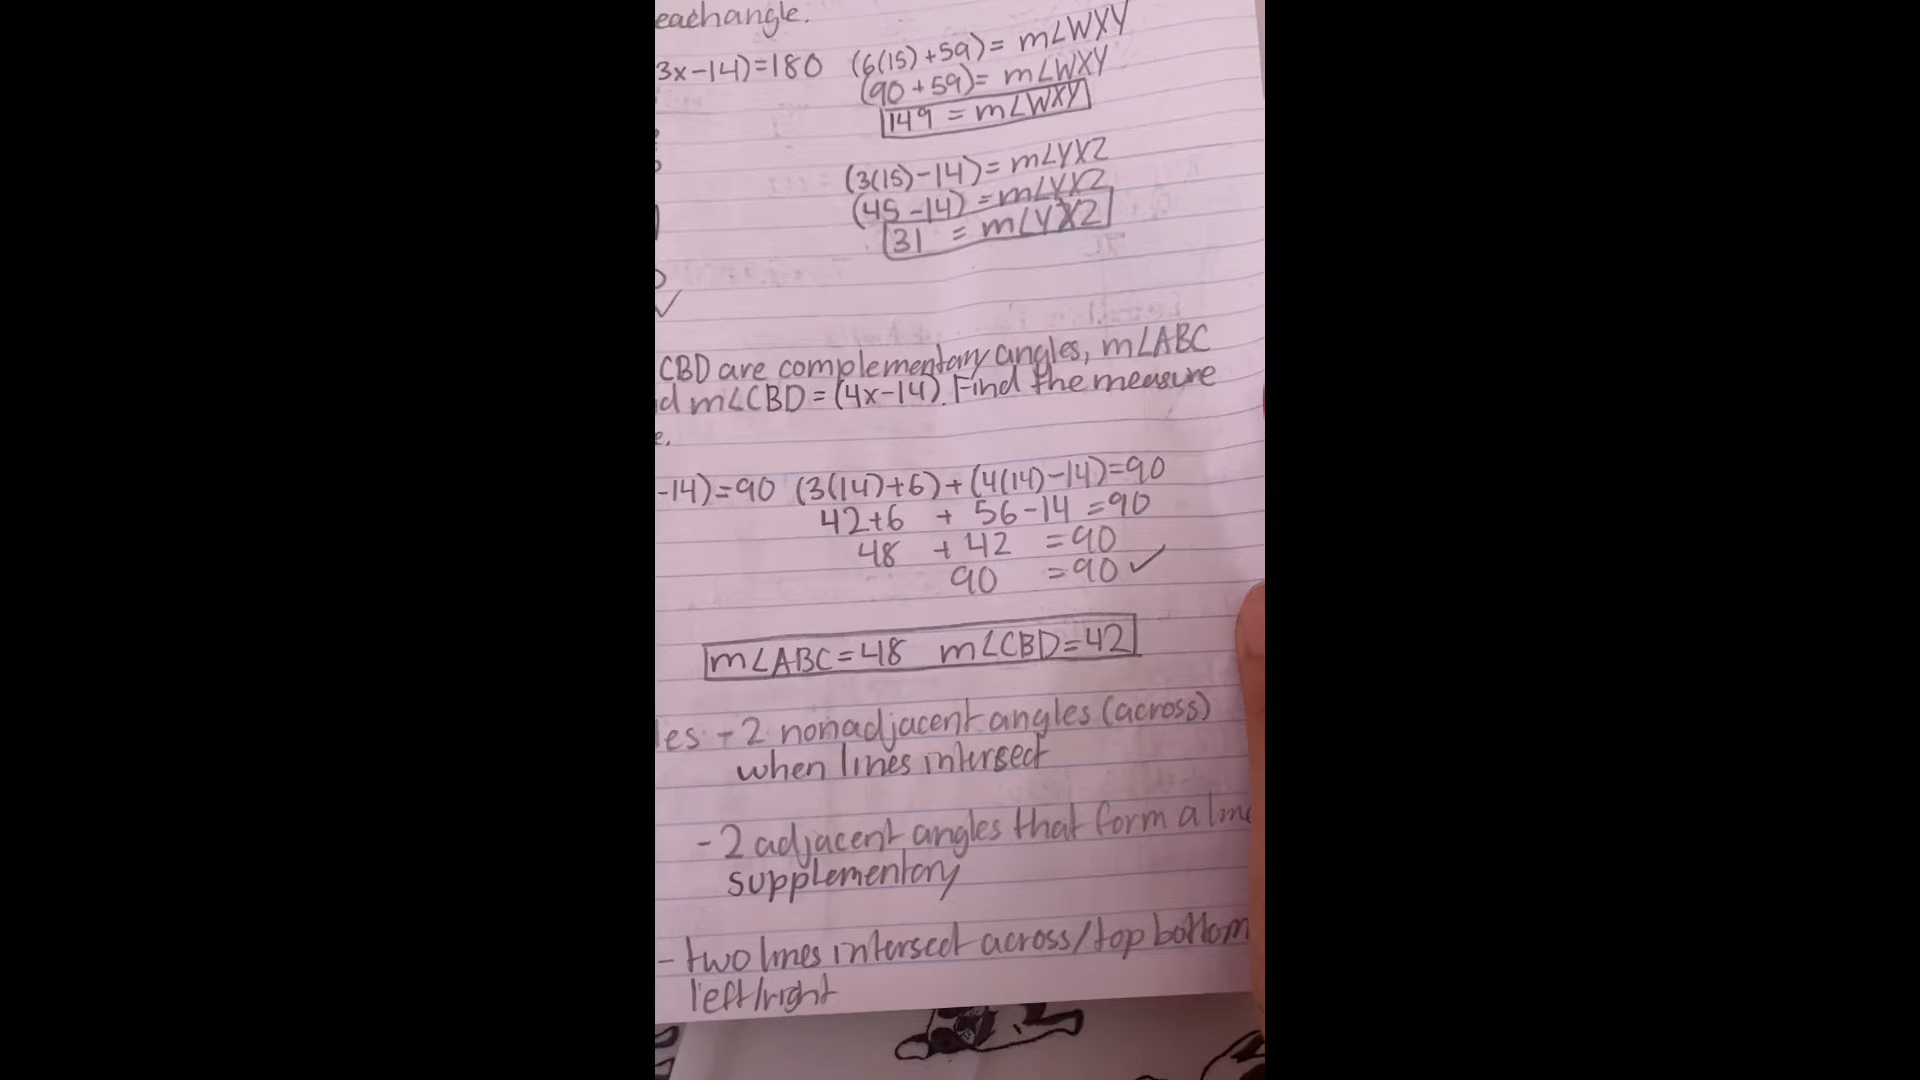 each angle.
3x-14)=180 (6(15)+59)= m∠WXY
(90+59)= m∠WXY
149 = m∠WXY
(3(15)-14)= m∠YXZ
(45-14) = m∠YXZ
31 = m∠YXZ
CBD are complementary angles, m∠ABC
d m∠CBD = (4x-14). Find the measure
e.
-14)=90 (3(14)+6)+(4(14)-14)=90
42+6 + 56-14 =90
48 + 42 =90
90 =90 ✓
m∠ABC=48 m∠CBD=42
les - 2 nonadjacent angles (across)
when lines intersect
- 2 adjacent angles that form a line
supplementary
- two lines intersect across/top bottom
left/right